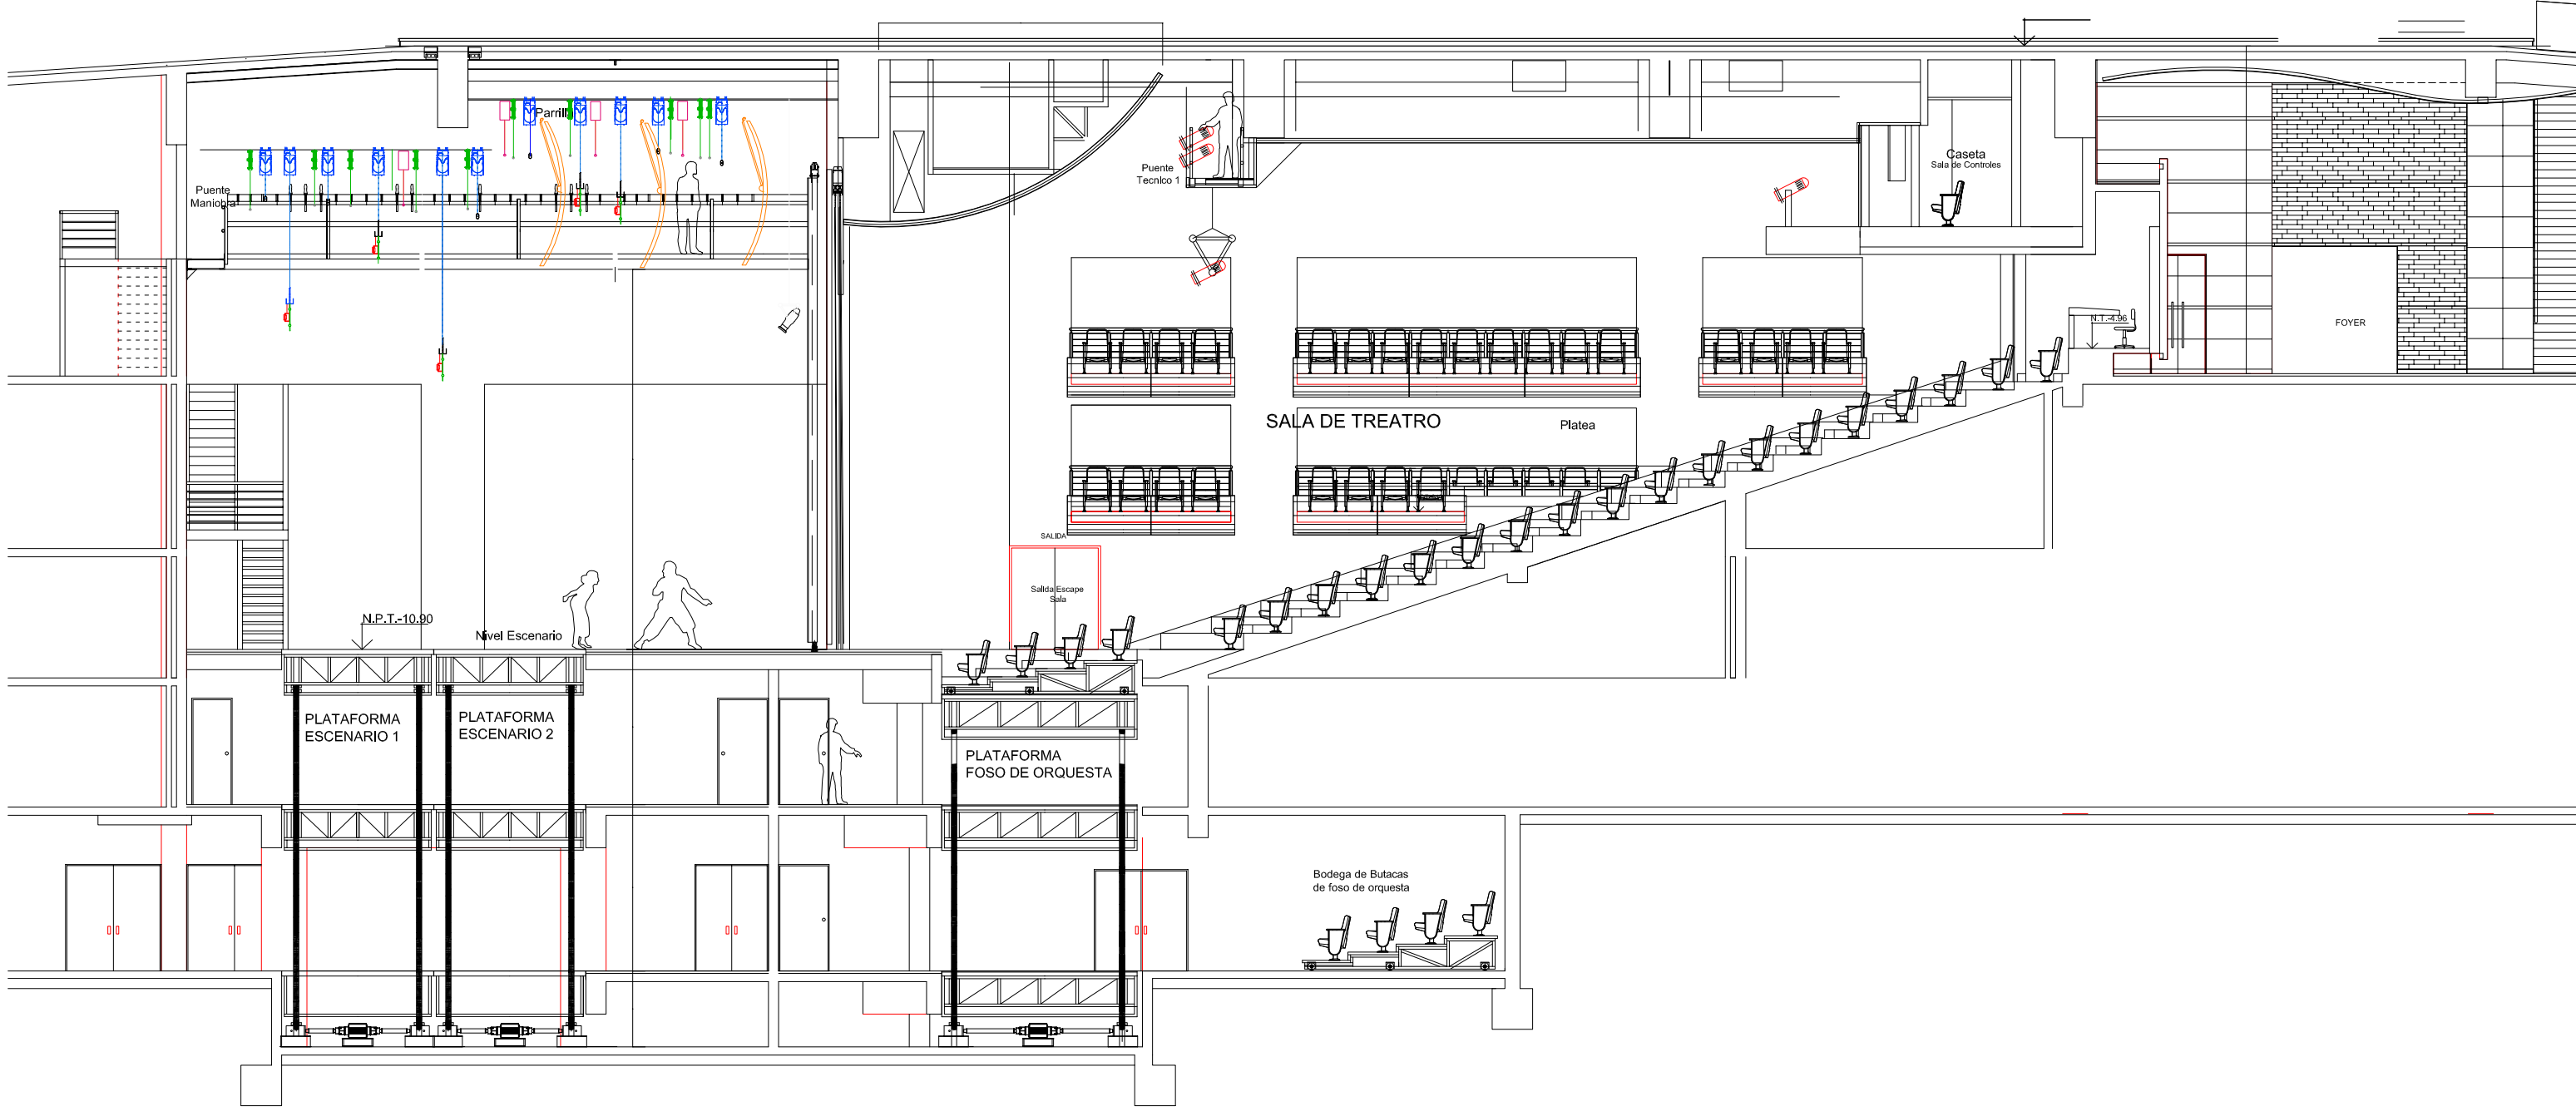 Parrill
Puente
Maniobra
Puente
Tecnico 1
Caseta
Sala de Controles
N.T.-4.96
FOYER
SALA DE TREATRO
Platea
SALIDA
Salida Escape
Sala
N.P.T.-10.90
Nivel Escenario
PLATAFORMA
ESCENARIO 1
PLATAFORMA
ESCENARIO 2
PLATAFORMA
FOSO DE ORQUESTA
Bodega de Butacas
de foso de orquesta